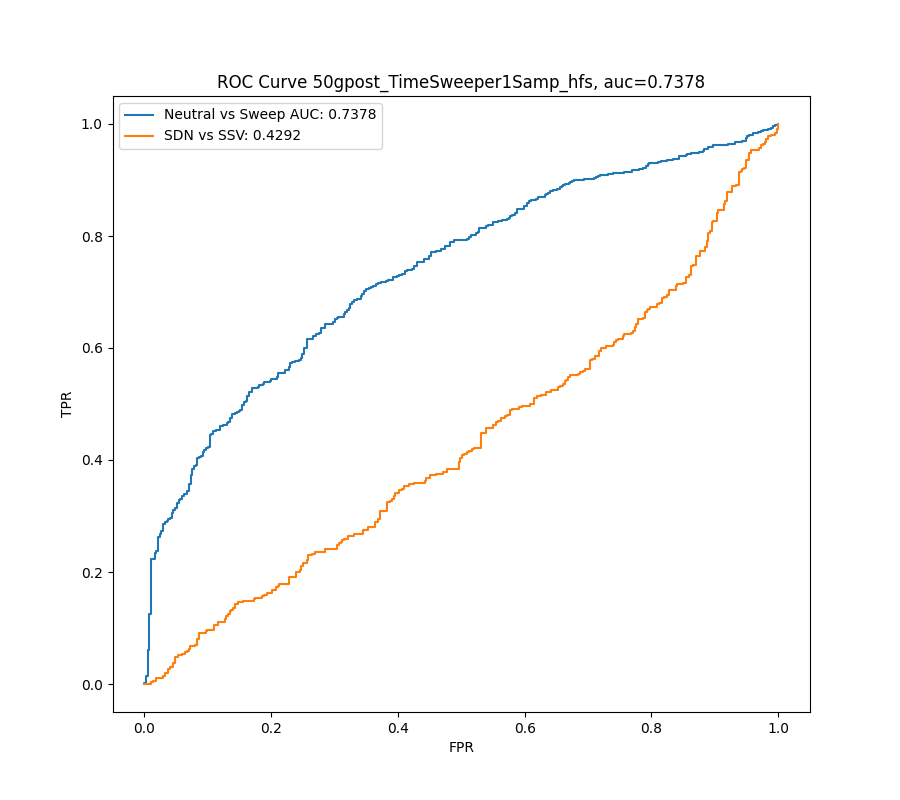 ROC Curve 50gpost_TimeSweeper1Samp_hfs, auc=0.7378
Neutral vs Sweep AUC: 0.7378
SDN vs SSV: 0.4292
1.0
0.8
0.6
0.4
0.2
0.0
TPR
0.0 0.2 0.4 0.6 0.8 1.0
FPR